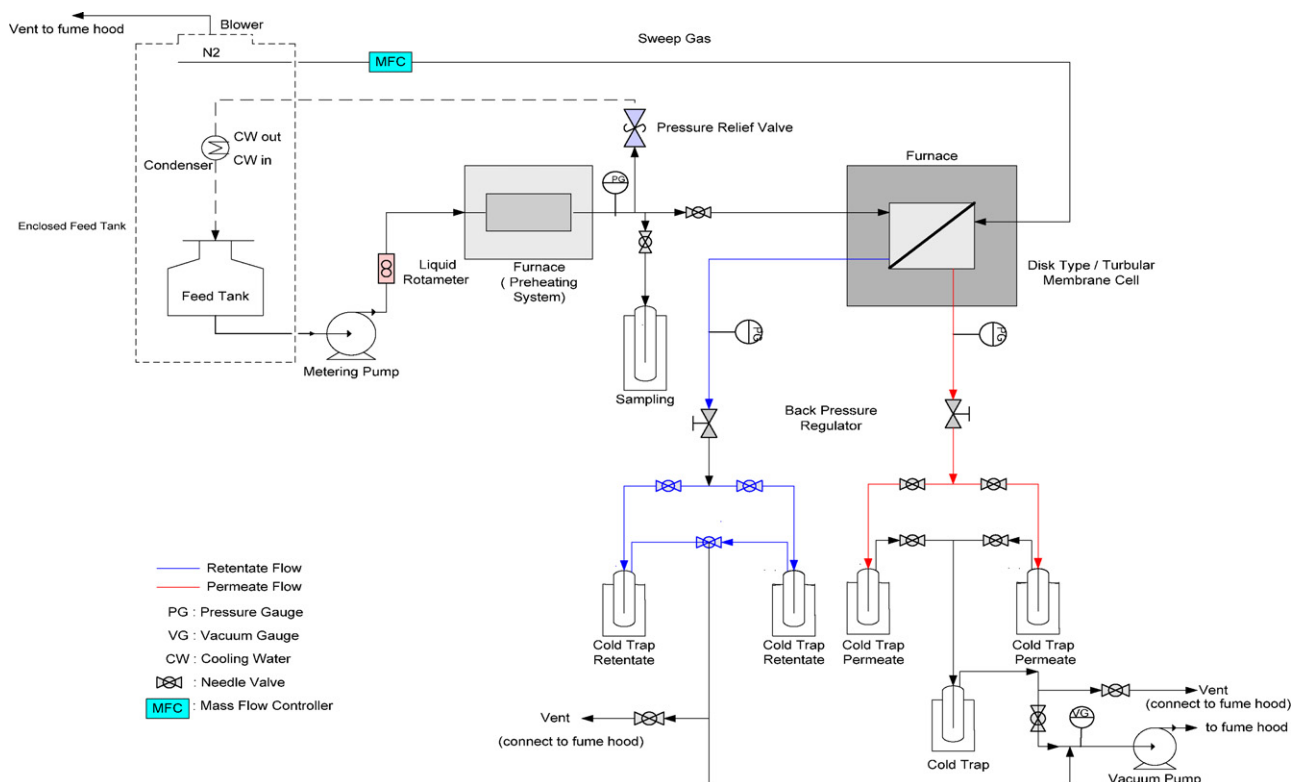 Blower
Vent to fume hood
N2
MFC
Sweep Gas
CW out
CW in
Condenser
Pressure Relief Valve
Furnace
PG
Enclosed Feed Tank
Feed Tank
Liquid
Rotameter
Furnace
( Preheating
System)
Disk Type / Turbular
Membrane Cell
Metering Pump
Sampling
PG
PG
Back Pressure
Regulator
Retentate Flow
Permeate Flow
PG : Pressure Gauge
VG : Vacuum Gauge
CW : Cooling Water
: Needle Valve
MFC : Mass Flow Controller
Cold Trap
Retentate
Cold Trap
Retentate
Cold Trap
Permeate
Cold Trap
Permeate
Vent
(connect to fume hood)
Vent
(connect to fume hood)
VG
to fume hood
Cold Trap
Vacuum Pump